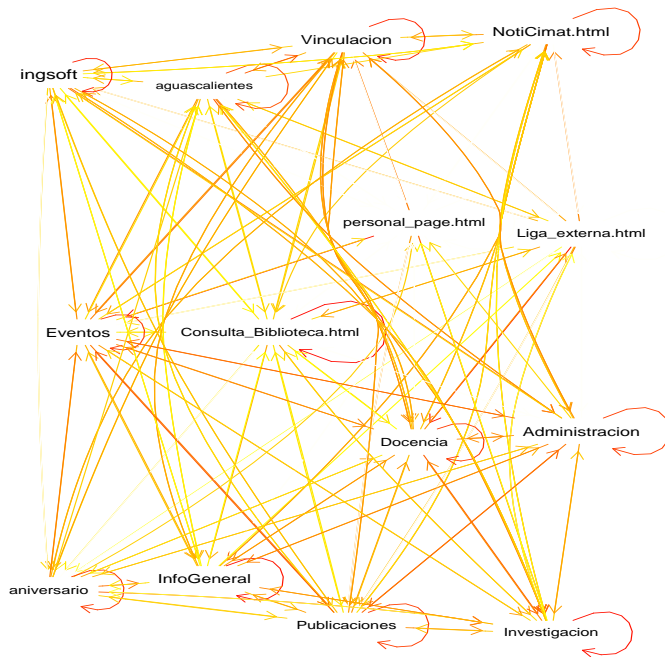 NotiCimat.html
Vinculacion
ingsoft
aguascalientes
personal_page.html
Liga_externa.html
Eventos
Consulta_Biblioteca.html
Administracion
Docencia
InfoGeneral
aniversario
Publicaciones
Investigacion